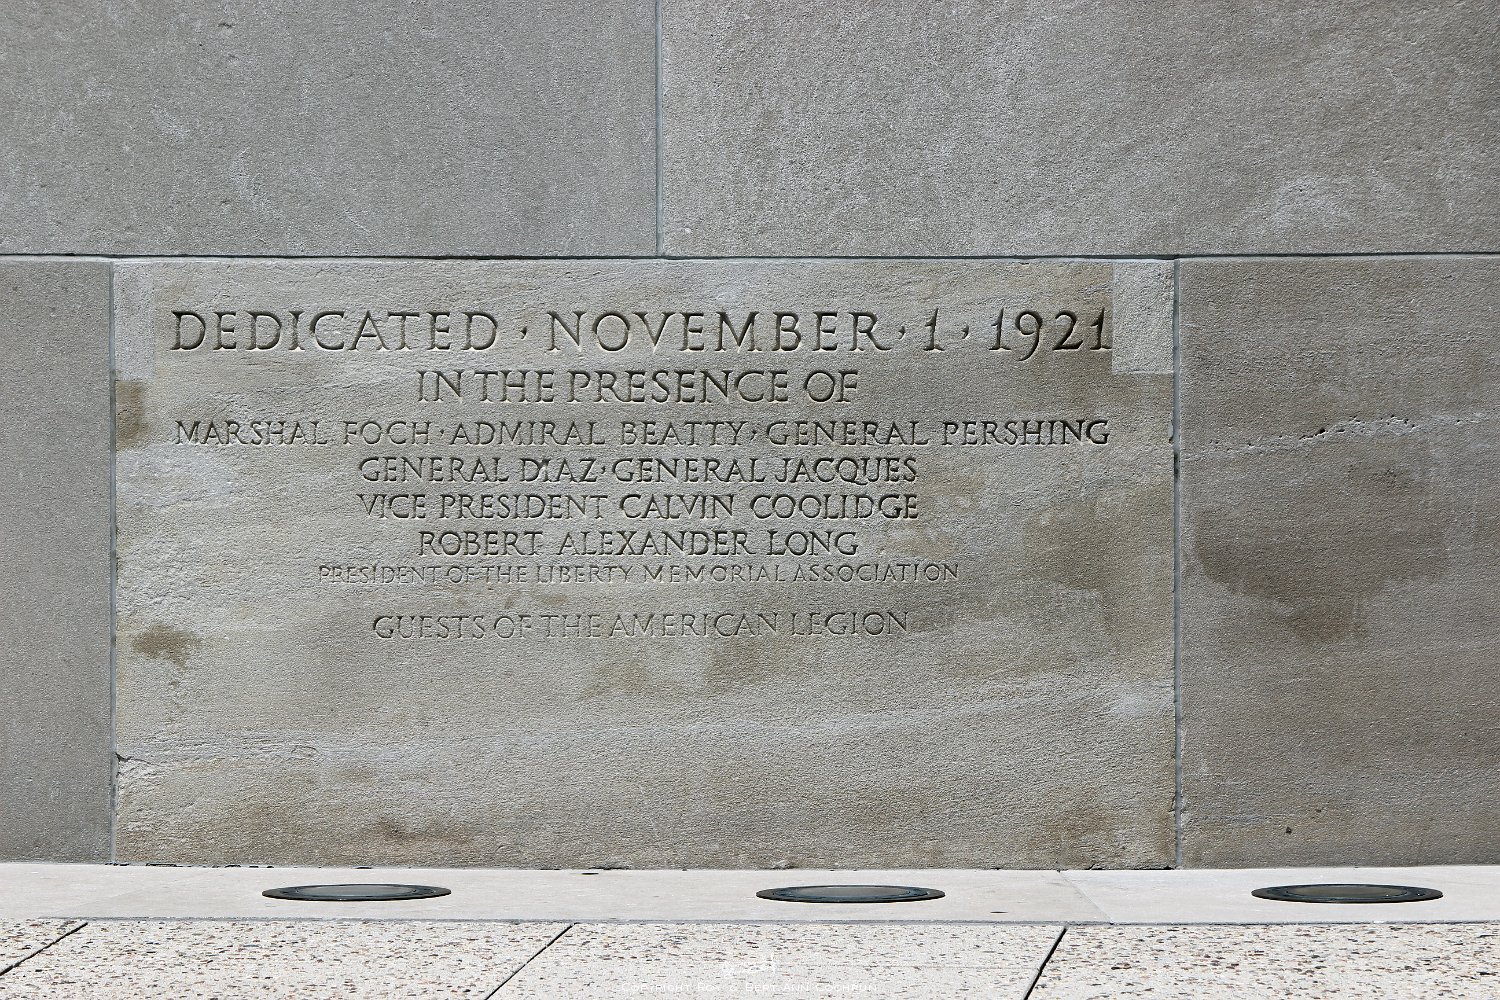 DEDICATED · NOVEMBER · 1 · 1921
IN THE PRESENCE OF
MARSHAL FOCH · ADMIRAL BEATTY · GENERAL PERSHING
GENERAL DIAZ · GENERAL JACQUES
VICE PRESIDENT CALVIN COOLIDGE
ROBERT ALEXANDER LONG
PRESIDENT OF THE LIBERTY MEMORIAL ASSOCIATION
GUESTS OF THE AMERICAN LEGION
COPYRIGHT